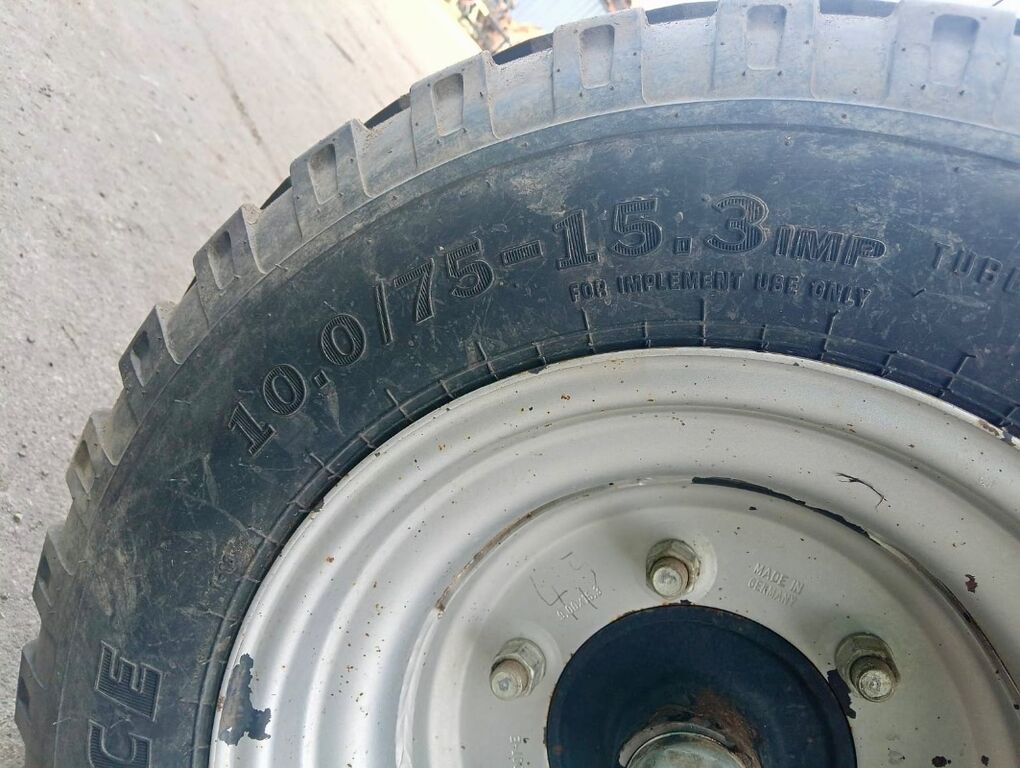 10.0/75-15.3 IMP
FOR IMPLEMENT USE ONLY
MADE IN
GERMANY